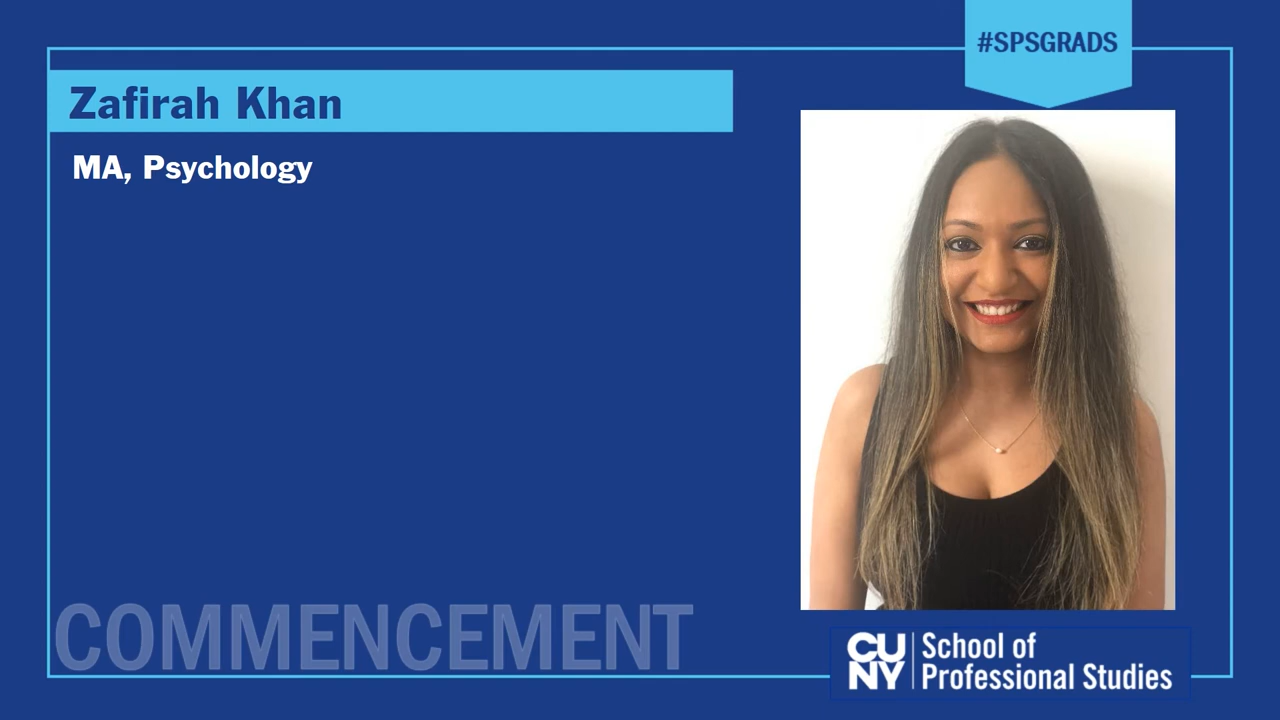 #SPSGRADS
Zafirah Khan
MA, Psychology
COMMENCEMENT
CU
NY
School of
Professional Studies